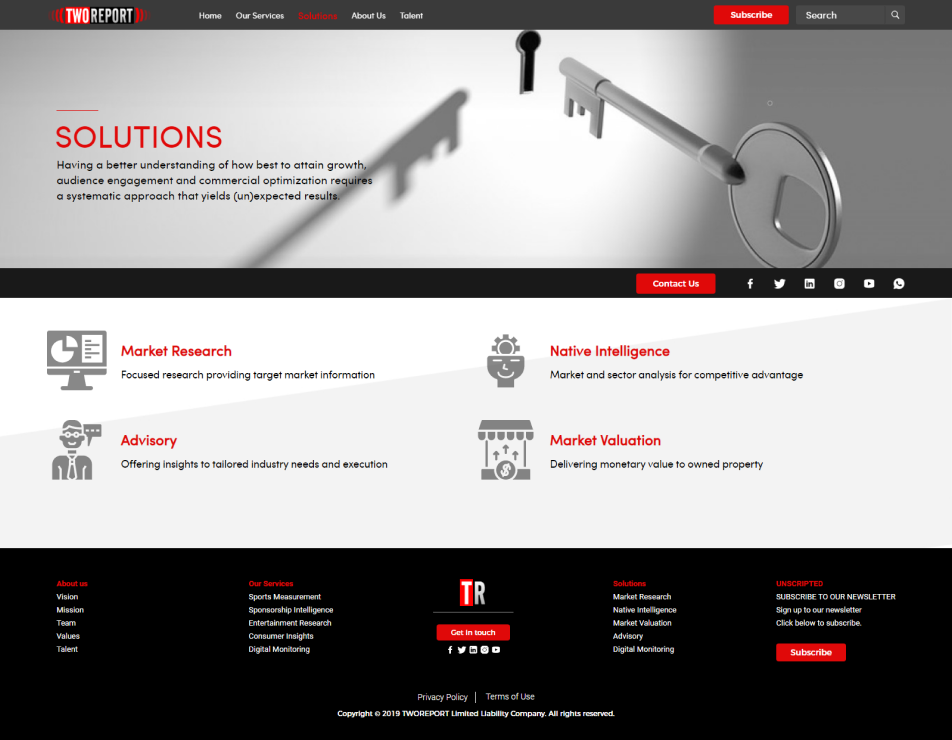 TWOREPORT
Home
Our Services
Solutions
About Us
Talent
Subscribe
Search
SOLUTIONS
Having a better understanding of how best to attain growth,
audience engagement and commercial optimization requires
a systematic approach that yields (un)expected results.
Contact Us
Market Research
Focused research providing target market information
Native Intelligence
Market and sector analysis for competitive advantage
Advisory
Offering insights to tailored industry needs and execution
Market Valuation
Delivering monetary value to owned property
About us
Vision
Mission
Team
Values
Talent
Our Services
Sports Measurement
Sponsorship Intelligence
Entertainment Research
Consumer Insights
Digital Monitoring
TR
Get in touch
Solutions
Market Research
Native Intelligence
Market Valuation
Advisory
Digital Monitoring
UNSCRIPTED
SUBSCRIBE TO OUR NEWSLETTER
Sign up to our newsletter
Click below to subscribe.
Subscribe
Privacy Policy | Terms of Use
Copyright © 2019 TWOREPORT Limited Liability Company. All rights reserved.